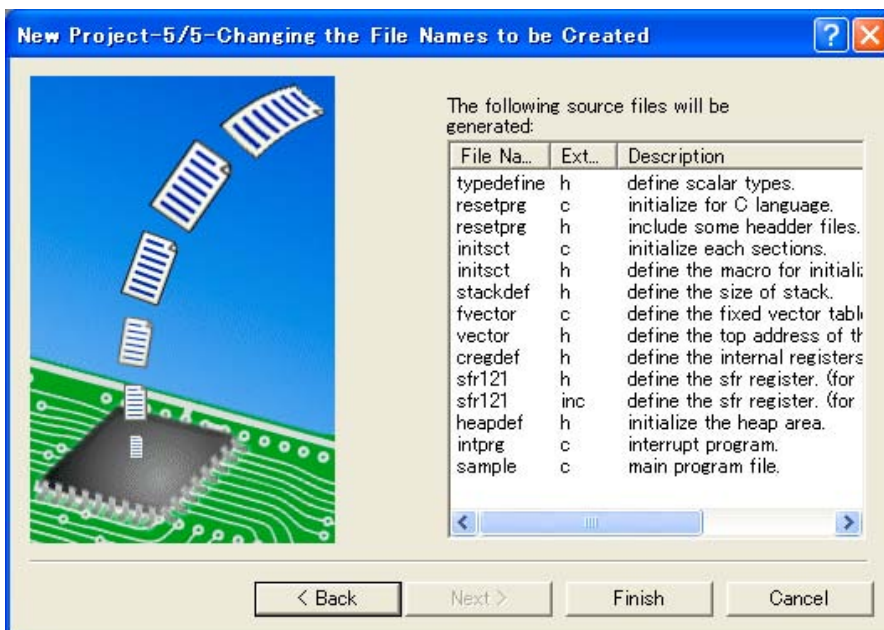 New Project-5/5-Changing the File Names to be Created
The following source files will be
generated:
File Na... Ext... Description
typedefine h define scalar types.
resetprg c initialize for C language.
resetprg h include some headder files.
initsct c initialize each sections.
initsct h define the macro for initiali
stackdef h define the size of stack.
fvector c define the fixed vector tabl
vector h define the top address of th
cregdef h define the internal registers
sfr121 h define the sfr register. (for
sfr121 inc define the sfr register. (for
heapdef h initialize the heap area.
intprg c interrupt program.
sample c main program file.
< Back Next > Finish Cancel